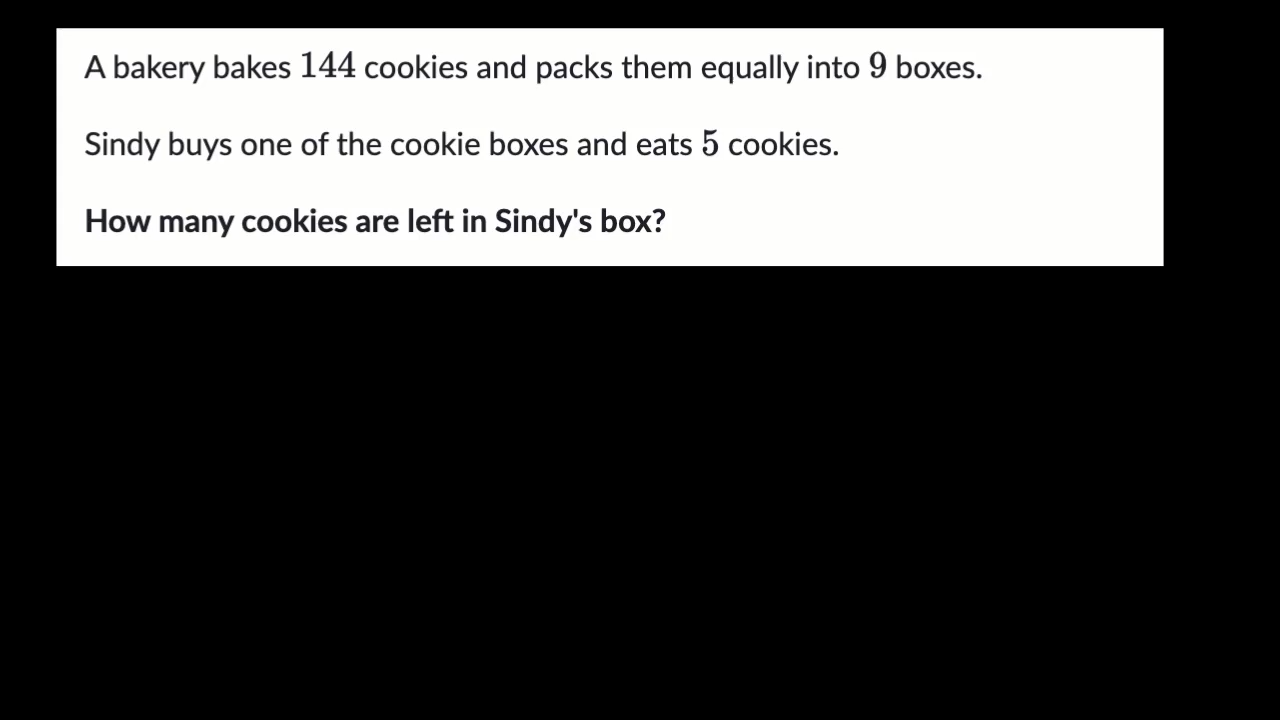 A bakery bakes 144 cookies and packs them equally into 9 boxes.
Sindy buys one of the cookie boxes and eats 5 cookies.
How many cookies are left in Sindy's box?